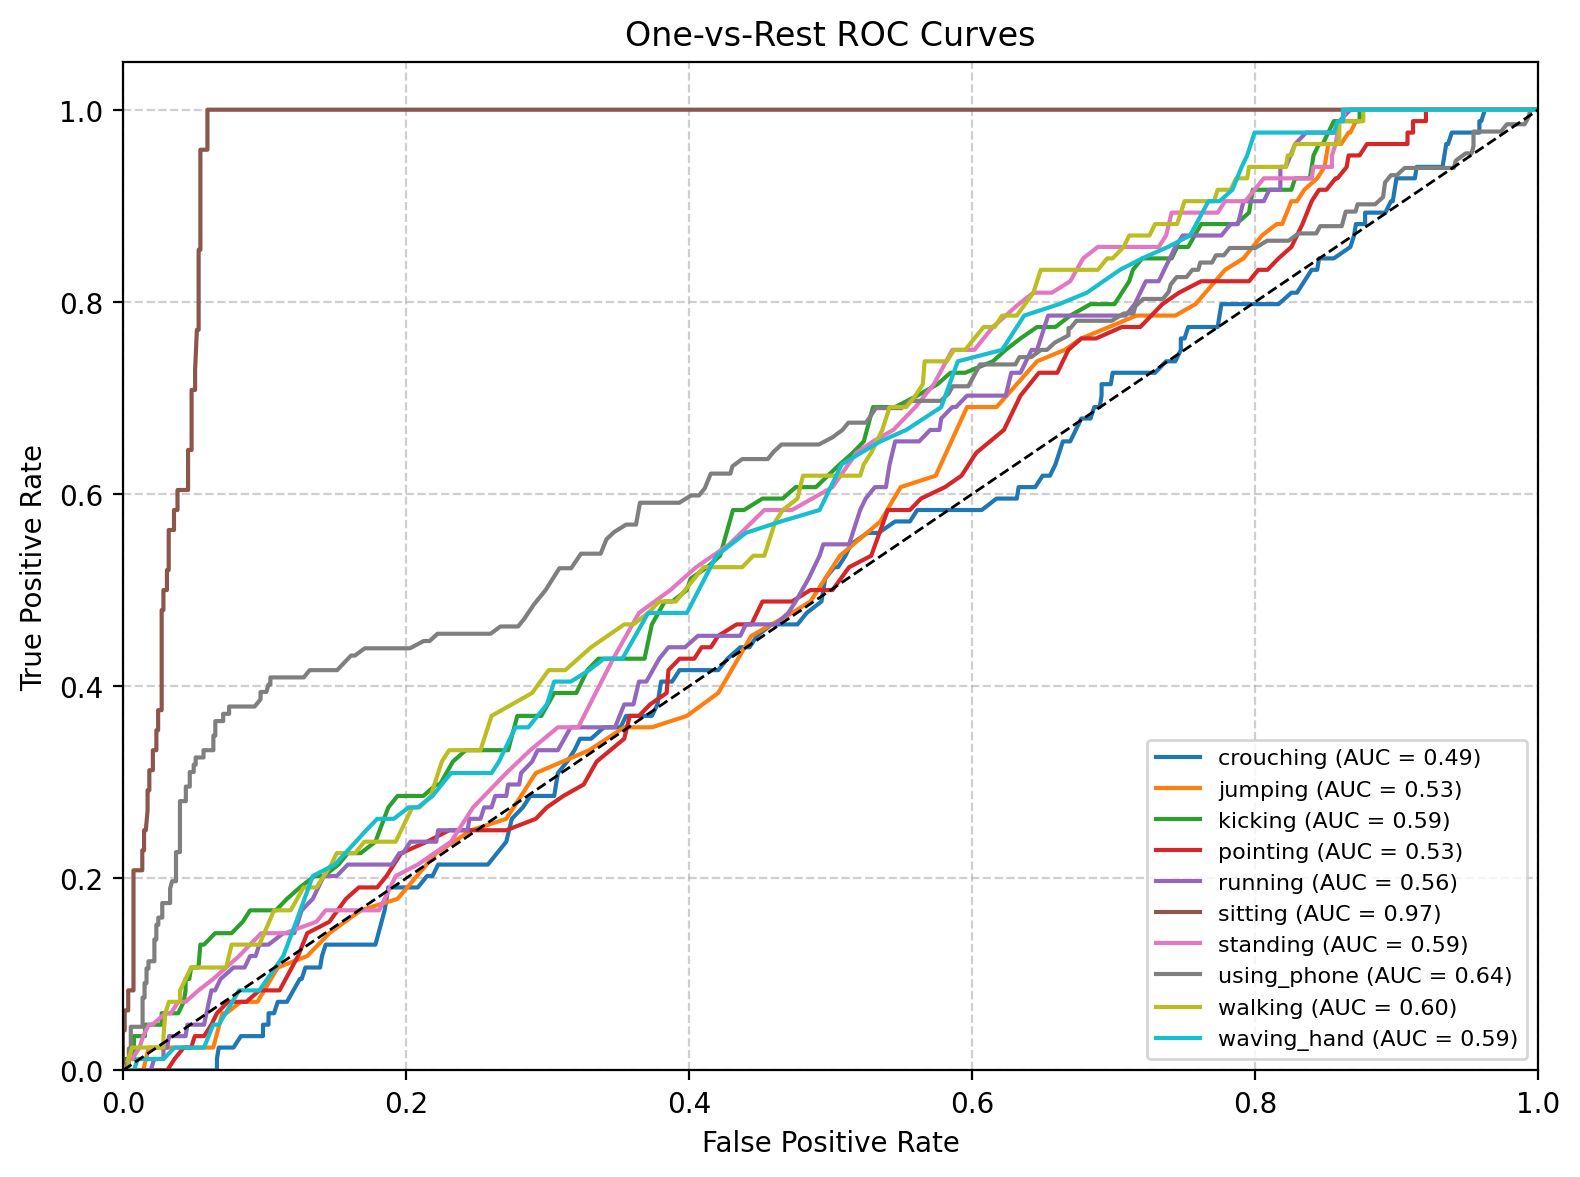 One-vs-Rest ROC Curves
True Positive Rate
1.0
0.8
0.6
0.4
0.2
0.0
crouching (AUC = 0.49)
jumping (AUC = 0.53)
kicking (AUC = 0.59)
pointing (AUC = 0.53)
running (AUC = 0.56)
sitting (AUC = 0.97)
standing (AUC = 0.59)
using_phone (AUC = 0.64)
walking (AUC = 0.60)
waving_hand (AUC = 0.59)
0.0 0.2 0.4 0.6 0.8 1.0
False Positive Rate